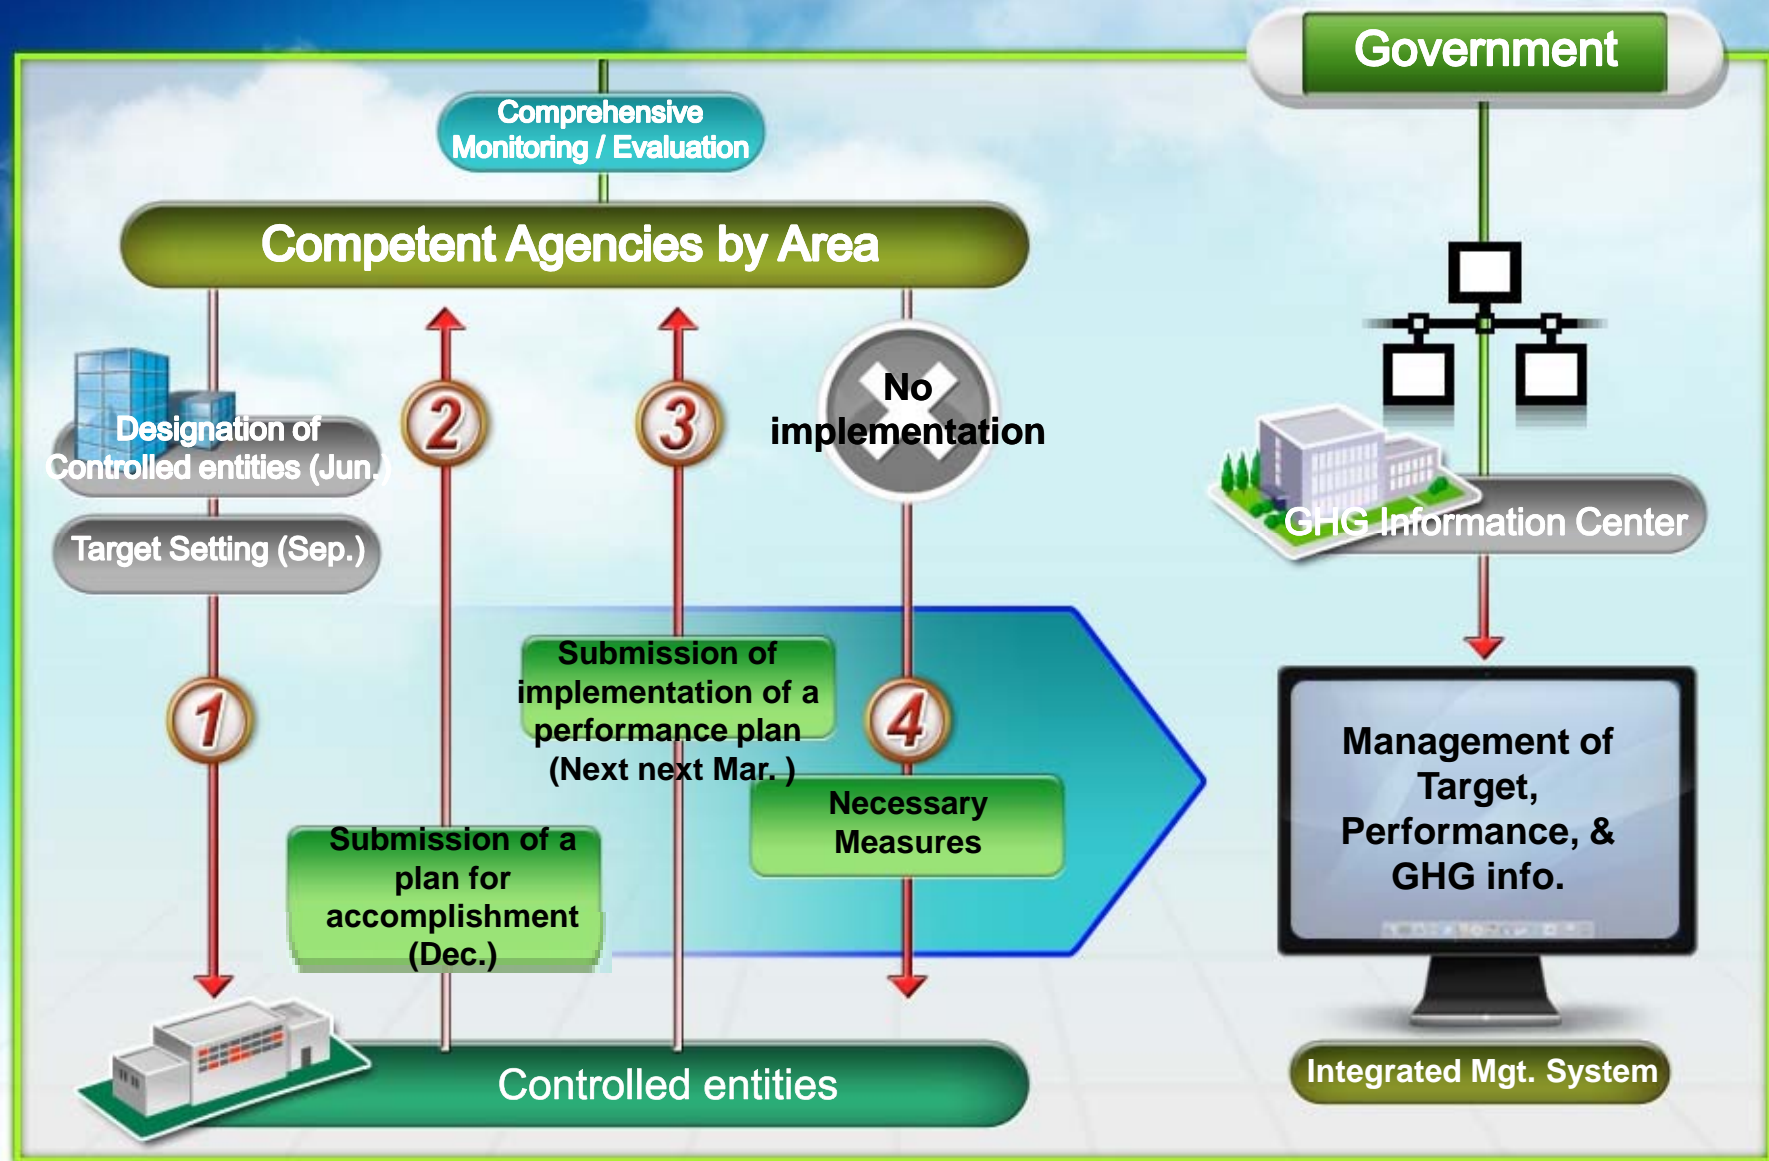 Government
Comprehensive
Monitoring / Evaluation
Competent Agencies by Area
Designation of
Controlled entities (Jun.)
Target Setting (Sep.)
1
2
Submission of a
plan for
accomplishment
(Dec.)
3
Submission of
implementation of a
performance plan
(Next next Mar. )
No
implementation
4
Necessary
Measures
Controlled entities
GHG Information Center
Management of
Target,
Performance, &
GHG info.
Integrated Mgt. System